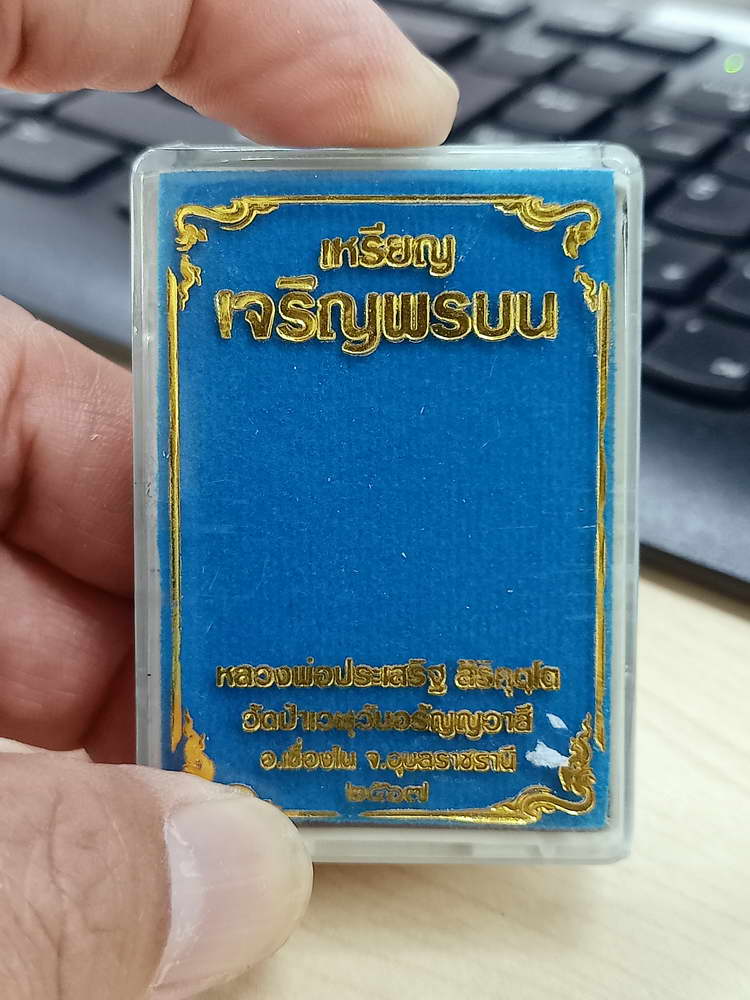 เหรียญ
เจริญพรบน
หลวงพ่อประเสริฐ สิริคุตฺโต
วัดป่าเวฬุวันอรัญญวาสี
อ.เขื่องใน จ.อุบลราชธานี
๒๕๖๗